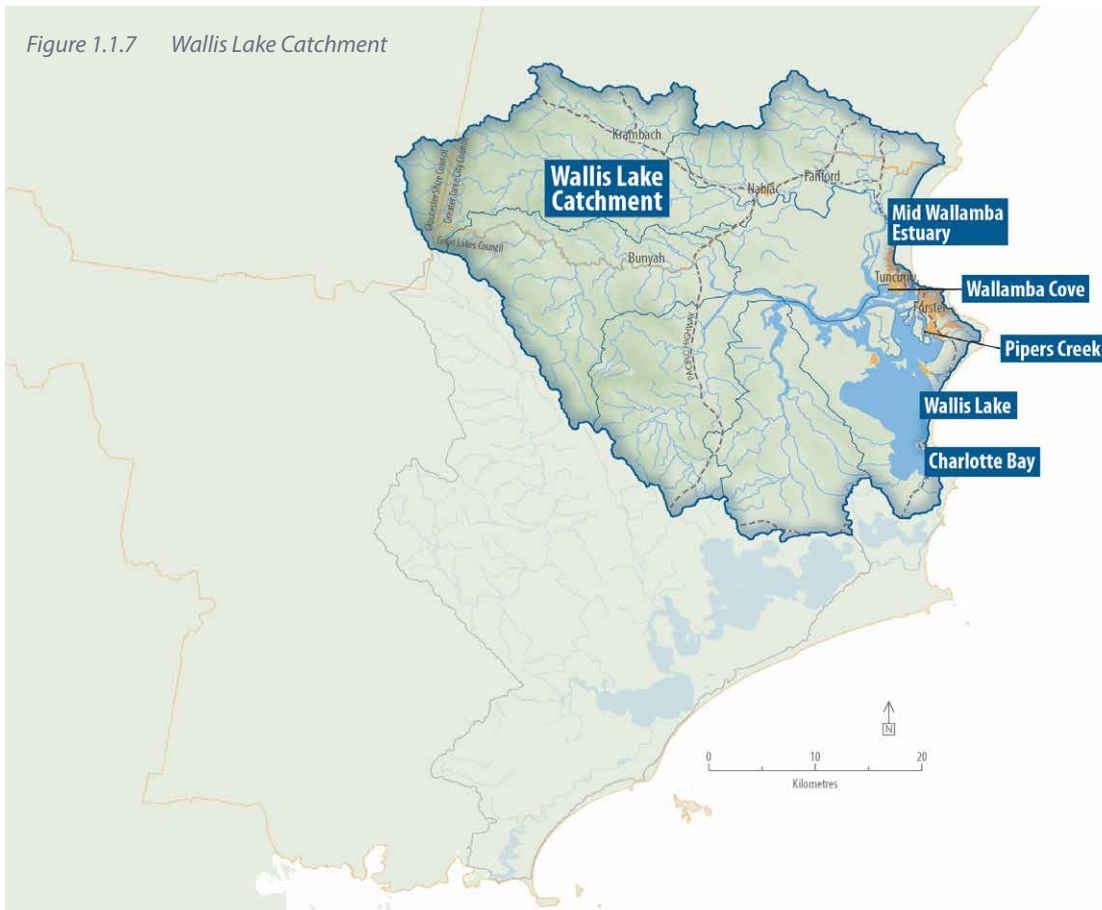 Figure 1.1.7 Wallis Lake Catchment
Krambach
Wallis Lake
Catchment
Gloucester Shire Council
Greater Taree City Council
Great Lakes Council
Nabiac
Failford
Bunyah
Mid Wallamba
Estuary
Tuncurry
Wallamba Cove
Forster
Pipers Creek
PACIFIC HIGHWAY
Wallis Lake
Charlotte Bay
N
0 10 20
Kilometres